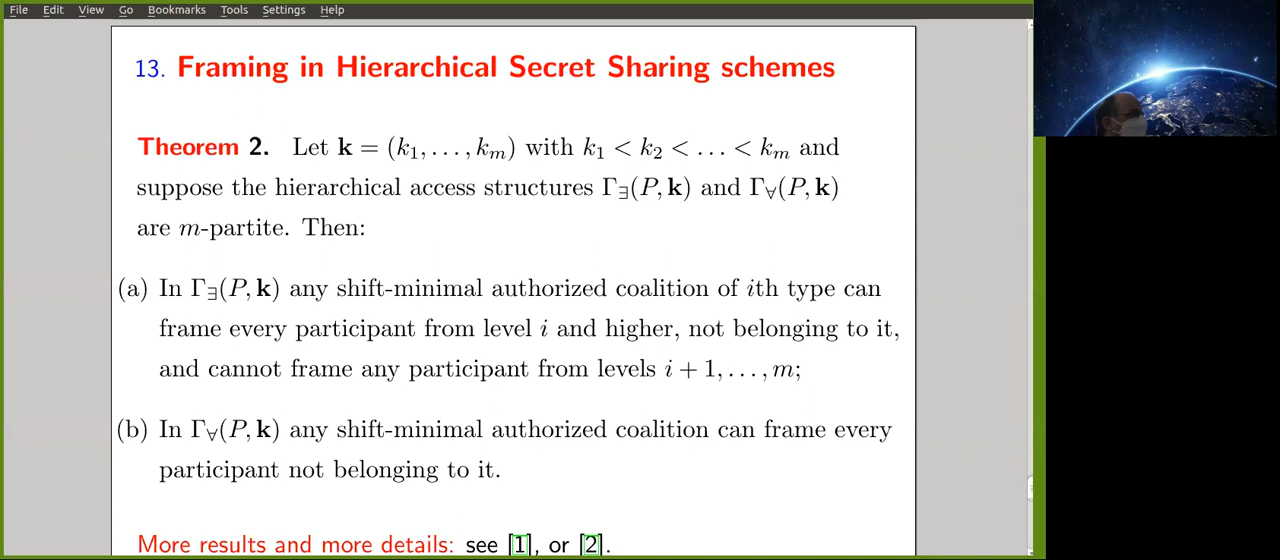 File Edit View Go Bookmarks Tools Settings Help
13. Framing in Hierarchical Secret Sharing schemes
Theorem 2. Let k = (k₁, . . . , kₘ) with k₁ < k₂ < . . . < kₘ and
suppose the hierarchical access structures Γ∃(P, k) and Γ∀(P, k)
are m-partite. Then:
(a) In Γ∃(P, k) any shift-minimal authorized coalition of ith type can
frame every participant from level i and higher, not belonging to it,
and cannot frame any participant from levels i + 1, . . . , m;
(b) In Γ∀(P, k) any shift-minimal authorized coalition can frame every
participant not belonging to it.
More results and more details: see [1], or [2].